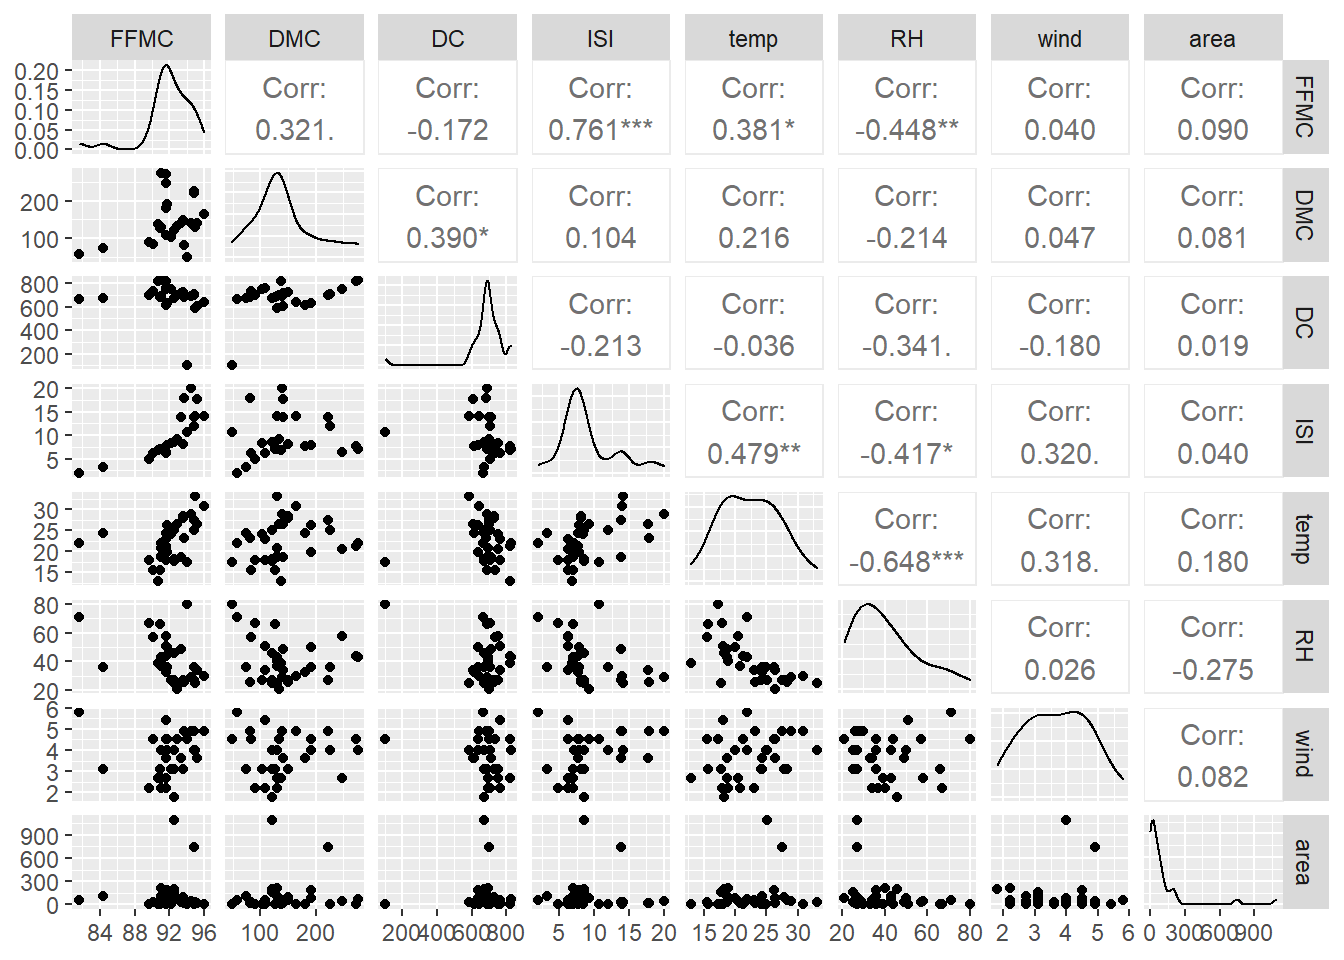 FFMC DMC DC ISI temp RH wind area
0.20
0.15
0.10
0.05
0.00
Corr: Corr: Corr: Corr: Corr: Corr: Corr:
0.321. -0.172 0.761*** 0.381* -0.448** 0.040 0.090
FFMC
200
100
Corr: Corr: Corr: Corr: Corr: Corr:
0.390* 0.104 0.216 -0.214 0.047 0.081
DMC
800
600
400
200
Corr: Corr: Corr: Corr: Corr:
-0.213 -0.036 -0.341. -0.180 0.019
DC
20
15
10
5
Corr: Corr: Corr: Corr:
0.479** -0.417* 0.320. 0.040
ISI
30
25
20
15
Corr: Corr: Corr:
-0.648*** 0.318. 0.180
temp
80
60
40
20
Corr: Corr:
0.026 -0.275
RH
6
5
4
3
2
Corr:
0.082
wind
900
600
300
0
area
84 88 92 96 100 200 200 400 600 800 5 10 15 20 15 20 25 30 20 40 60 80 2 3 4 5 6 0 300 600 900